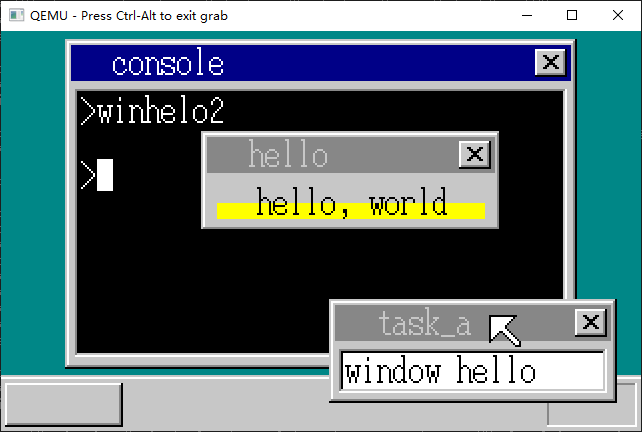 QEMU - Press Ctrl-Alt to exit grab
console
>winhelo2
hello
>
hello, world
task_a
window hello